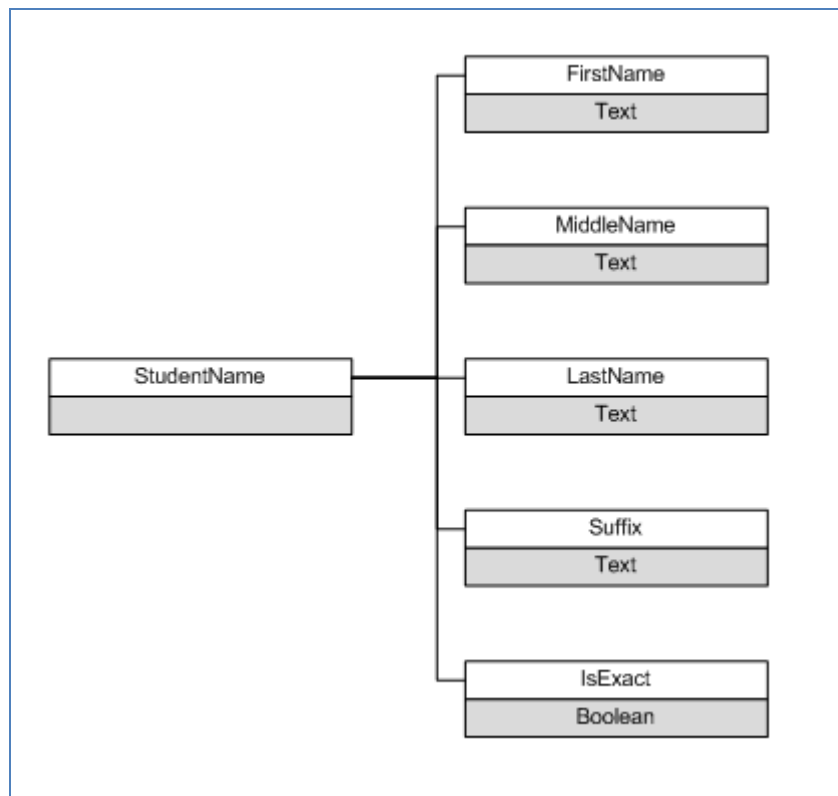 FirstName
Text
MiddleName
Text
StudentName
LastName
Text
Suffix
Text
IsExact
Boolean